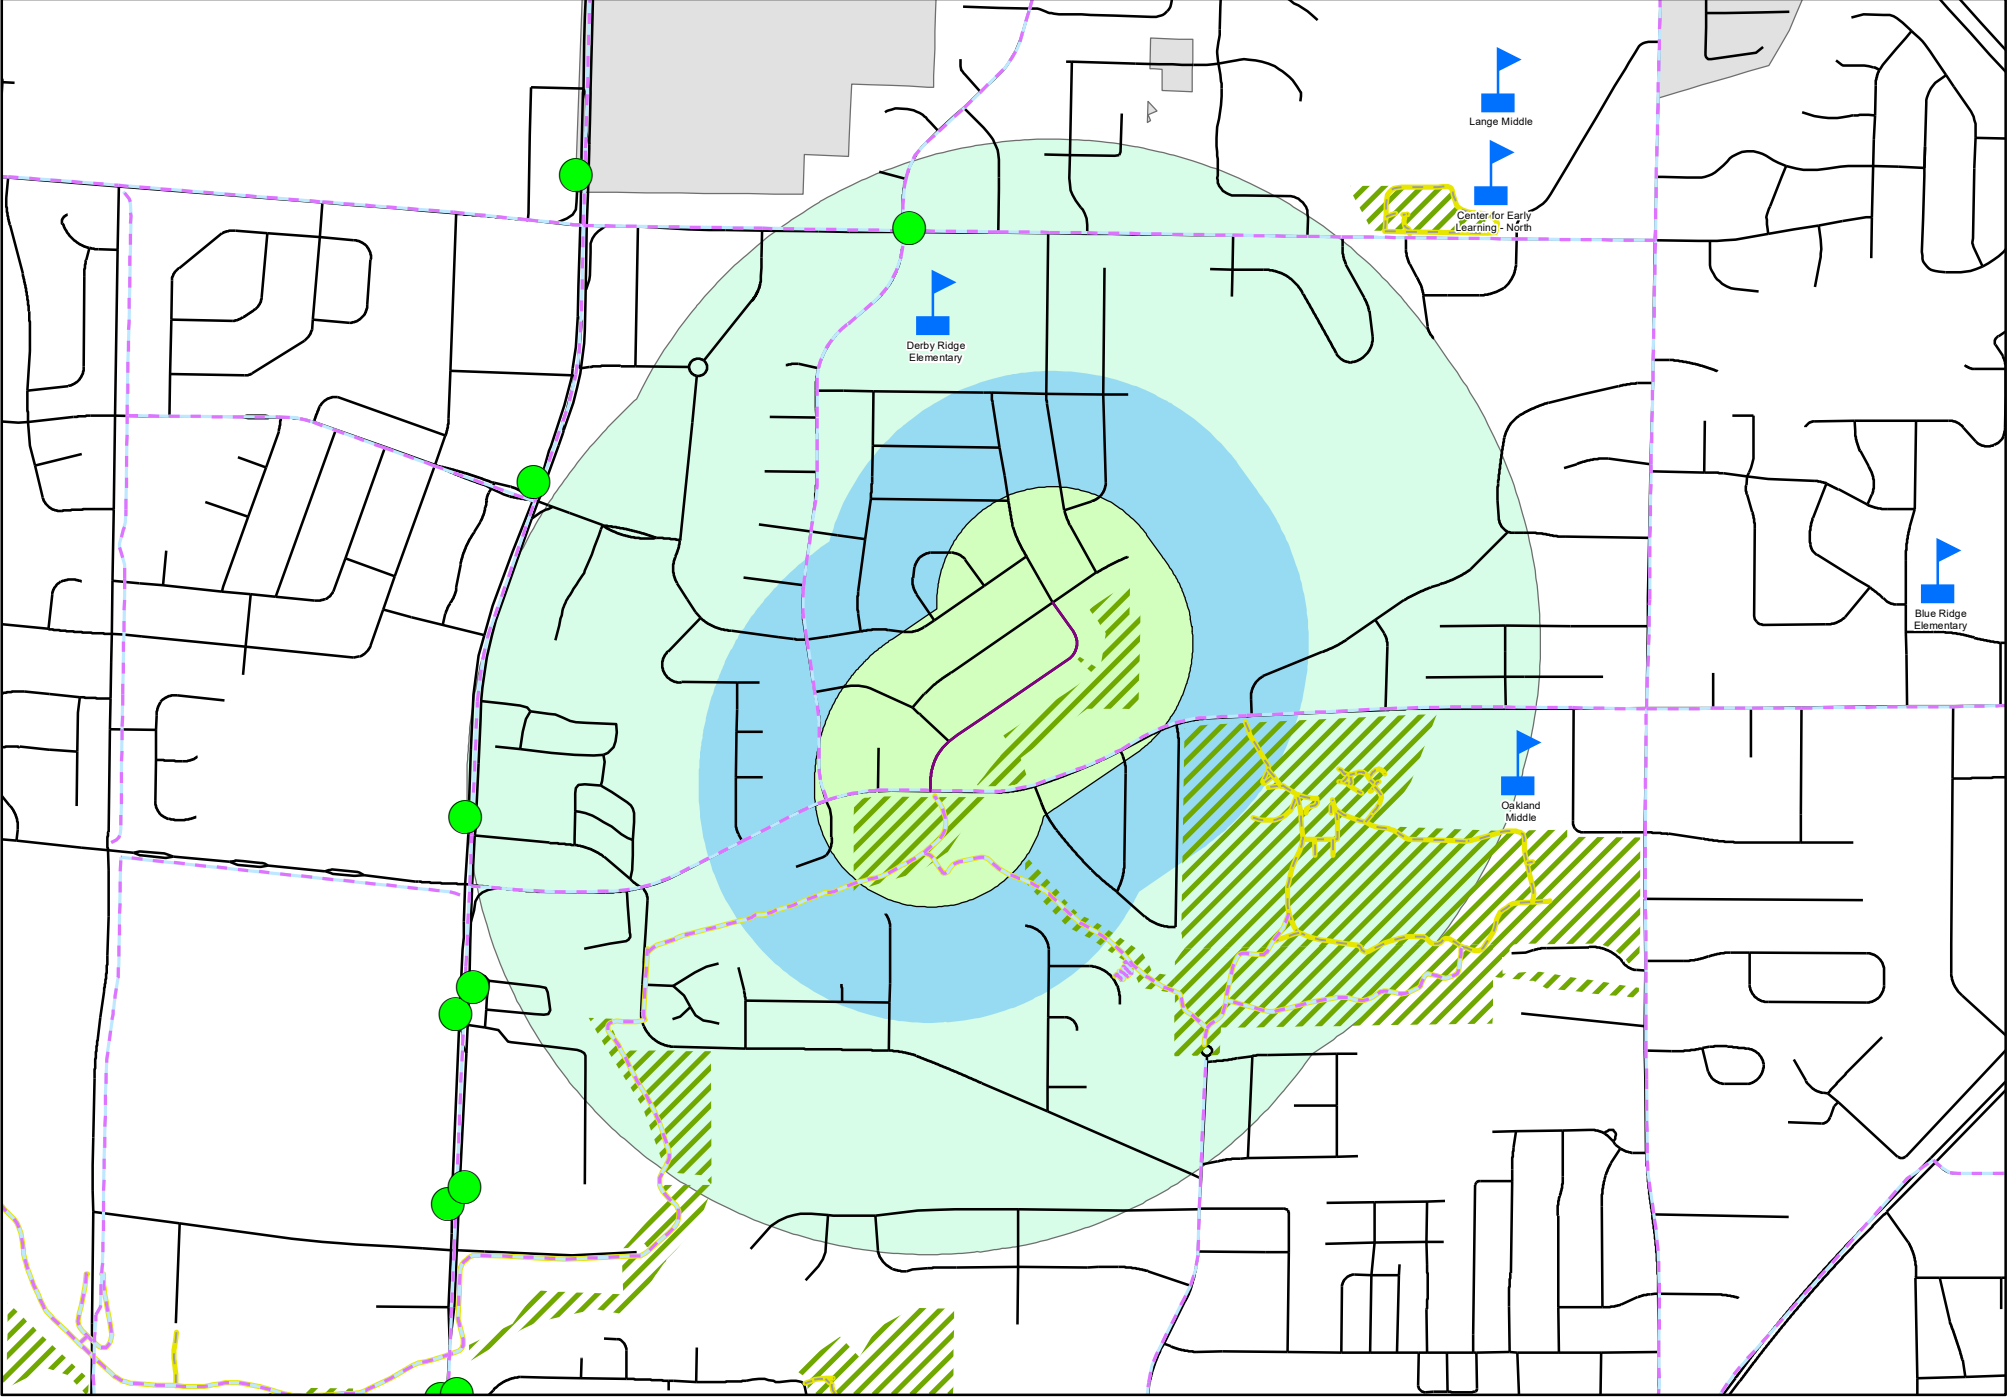 Lange Middle
Center for Early
Learning - North
Derby Ridge
Elementary
Blue Ridge
Elementary
Oakland
Middle